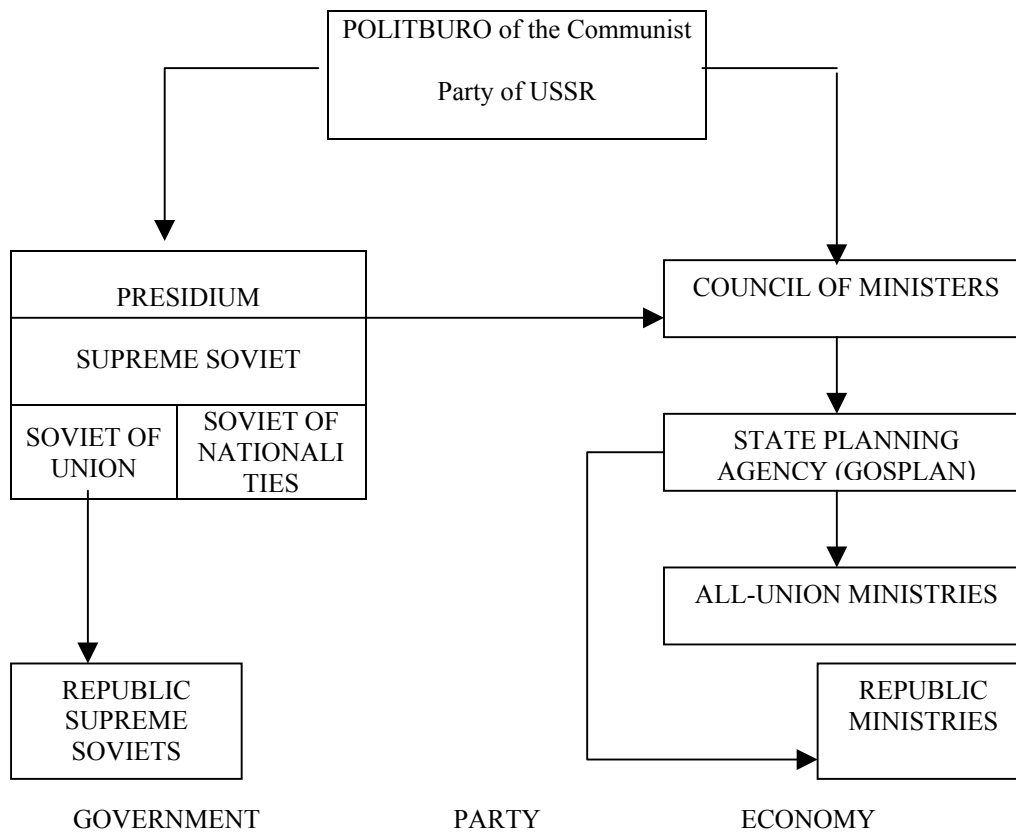 POLITBURO of the Communist
Party of USSR
PRESIDIUM
SUPREME SOVIET
SOVIET OF
UNION
SOVIET OF
NATIONALI
TIES
REPUBLIC
SUPREME
SOVIETS
COUNCIL OF MINISTERS
STATE PLANNING
AGENCY (GOSPLAN)
ALL-UNION MINISTRIES
REPUBLIC
MINISTRIES
GOVERNMENT PARTY ECONOMY